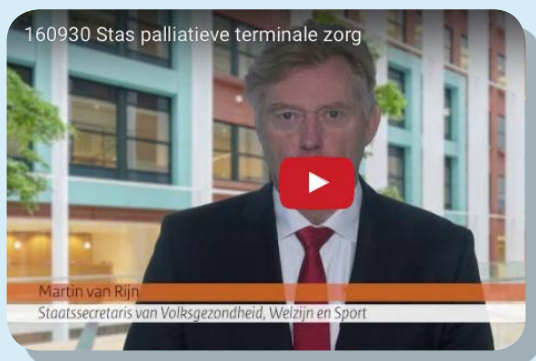 160930 Stas palliatieve terminale zorg
Martin van Rijn
Staatssecretaris van Volksgezondheid, Welzijn en Sport